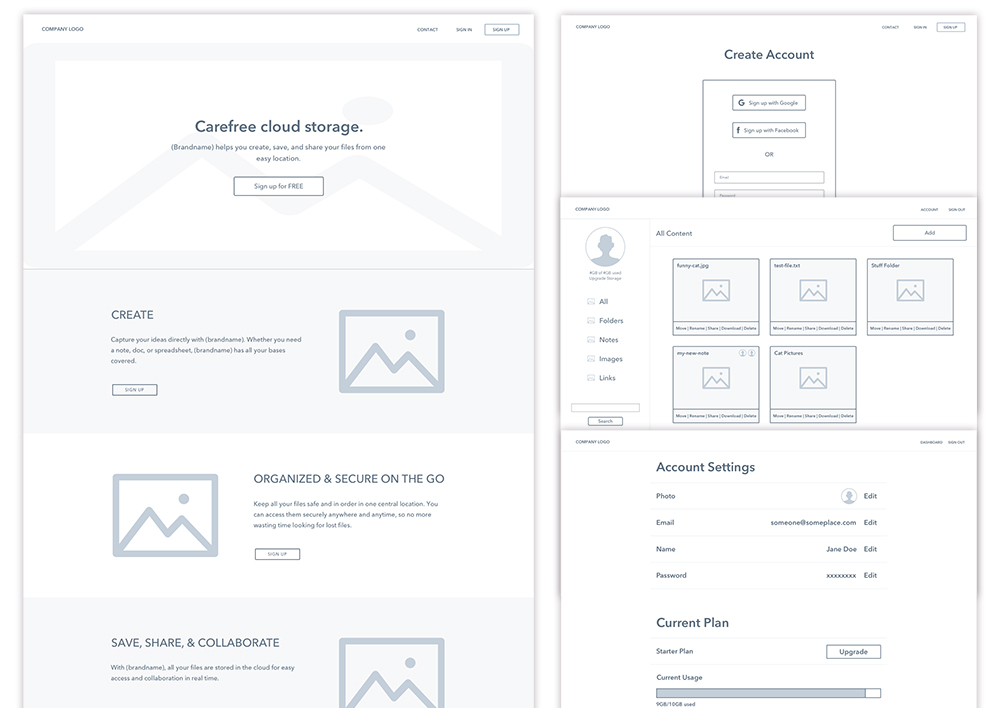 COMPANY LOGO
CONTACT
SIGN IN
SIGN UP
Carefree cloud storage.
(Brandname) helps you create, save, and share your files from one
easy location.
Sign up for FREE
CREATE
Capture your ideas directly with (brandname). Whether you need
a note, doc, or spreadsheet, (brandname) has all your bases
covered.
SIGN UP
ORGANIZED & SECURE ON THE GO
Keep all your files safe and in order in one central location. You
can access them securely anywhere and anytime, so no more
wasting time looking for lost files.
SIGN UP
SAVE, SHARE, & COLLABORATE
With (brandname), all your files are stored in the cloud for easy
access and collaboration in real time.
COMPANY LOGO
CONTACT
SIGN IN
SIGN UP
Create Account
G Sign up with Google
f Sign up with Facebook
OR
Email
Password
COMPANY LOGO
ACCOUNT
SIGN OUT
Upgrade Storage
All
Folders
Notes
Images
Links
Search
All Content
Add
funny-cat.jpg
test-file.txt
Stuff Folder
Move | Rename | Share | Download | Delete
Move | Rename | Share | Download | Delete
Move | Rename | Share | Download | Delete
my-new-note
Cat Pictures
Move | Rename | Share | Download | Delete
Move | Rename | Share | Download | Delete
COMPANY LOGO
DASHBOARD
SIGN OUT
Account Settings
Photo Edit
Email someone@someplace.com Edit
Name Jane Doe Edit
Password xxxxxxxx Edit
Current Plan
Starter Plan Upgrade
Current Usage
9GB/10GB used